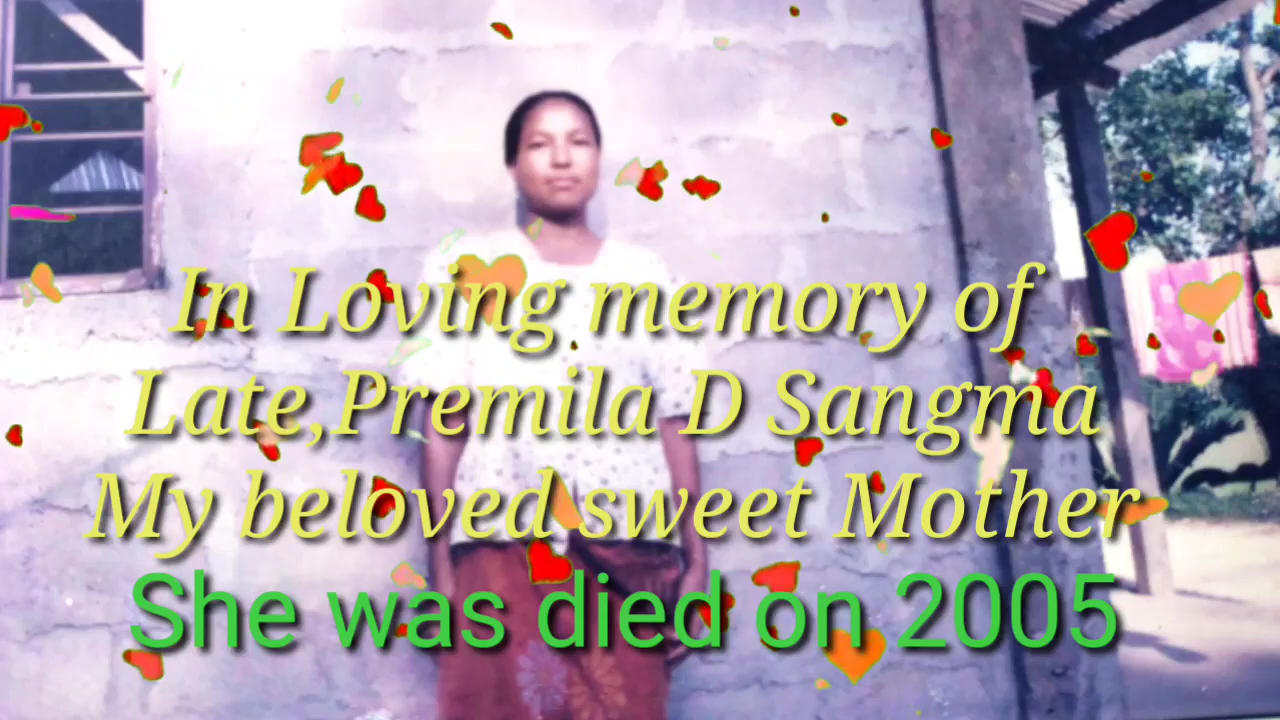 In Loving memory of
Late,Premila D Sangma
My beloved sweet Mother
She was died on 2005